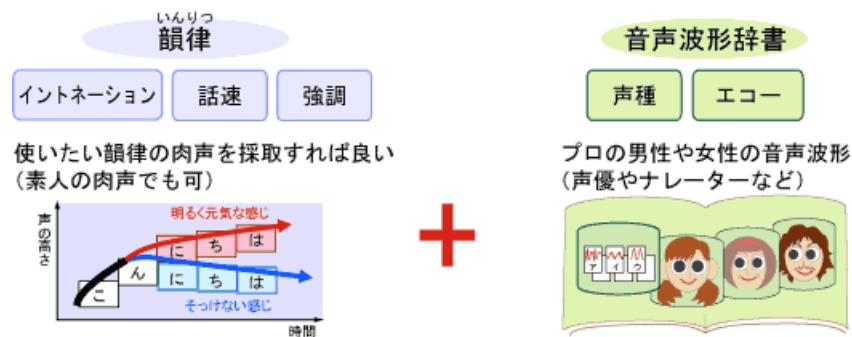 いんりつ
韻律
イントネーション
話速
強調
使いたい韻律の肉声を採取すれば良い
（素人の肉声でも可）
声の高さ
明るく元気な感じ
こ
ん
に
ち
は
に
ち
は
そっけない感じ
時間
+
音声波形辞書
声種
エコー
プロの男性や女性の音声波形
（声優やナレーターなど）
ア
イ
ウ